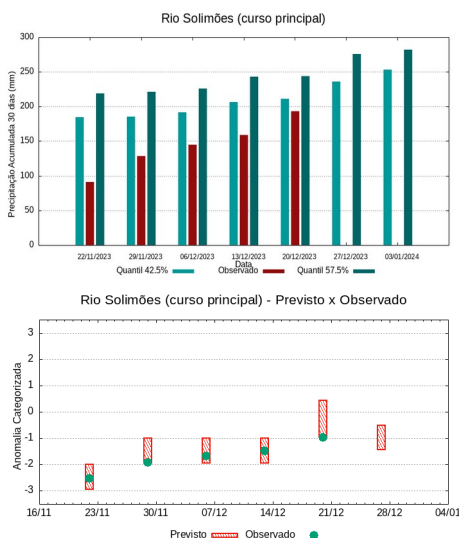 Rio Solimões (curso principal)
Precipitação Acumulada 30 dias (mm)
300
250
200
150
100
50
0
22/11/2023 29/11/2023 06/12/2023 13/12/2023 20/12/2023 27/12/2023 03/01/2024
Data
Quantil 42.5% Observado Quantil 57.5%
Rio Solimões (curso principal) - Previsto x Observado
Anomalia Categorizada
3
2
1
0
-1
-2
-3
16/11 23/11 30/11 07/12 14/12 21/12 28/12 04/01
Previsto Observado